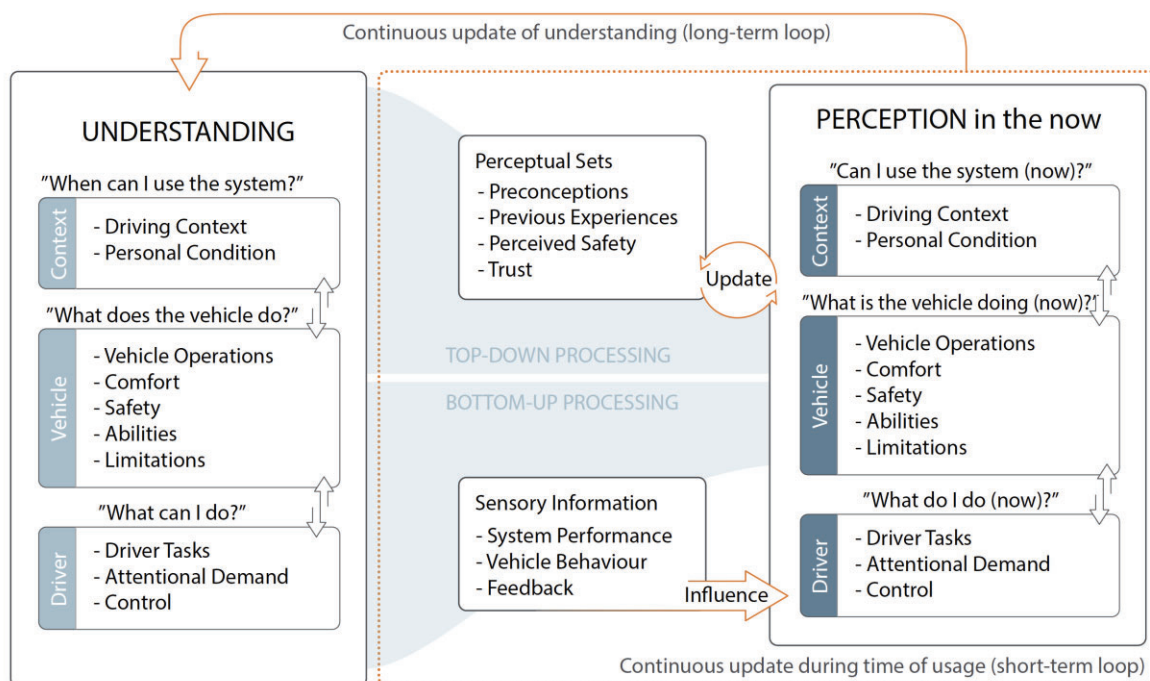 Continuous update of understanding (long-term loop)
UNDERSTANDING
"When can I use the system?"
Context
- Driving Context
- Personal Condition
"What does the vehicle do?"
Vehicle
- Vehicle Operations
- Comfort
- Safety
- Abilities
- Limitations
"What can I do?"
Driver
- Driver Tasks
- Attentional Demand
- Control
Perceptual Sets
- Preconceptions
- Previous Experiences
- Perceived Safety
- Trust
Update
TOP-DOWN PROCESSING
BOTTOM-UP PROCESSING
Sensory Information
- System Performance
- Vehicle Behaviour
- Feedback
Influence
PERCEPTION in the now
"Can I use the system (now)?"
Context
- Driving Context
- Personal Condition
"What is the vehicle doing (now)?"
Vehicle
- Vehicle Operations
- Comfort
- Safety
- Abilities
- Limitations
"What do I do (now)?"
Driver
- Driver Tasks
- Attentional Demand
- Control
Continuous update during time of usage (short-term loop)